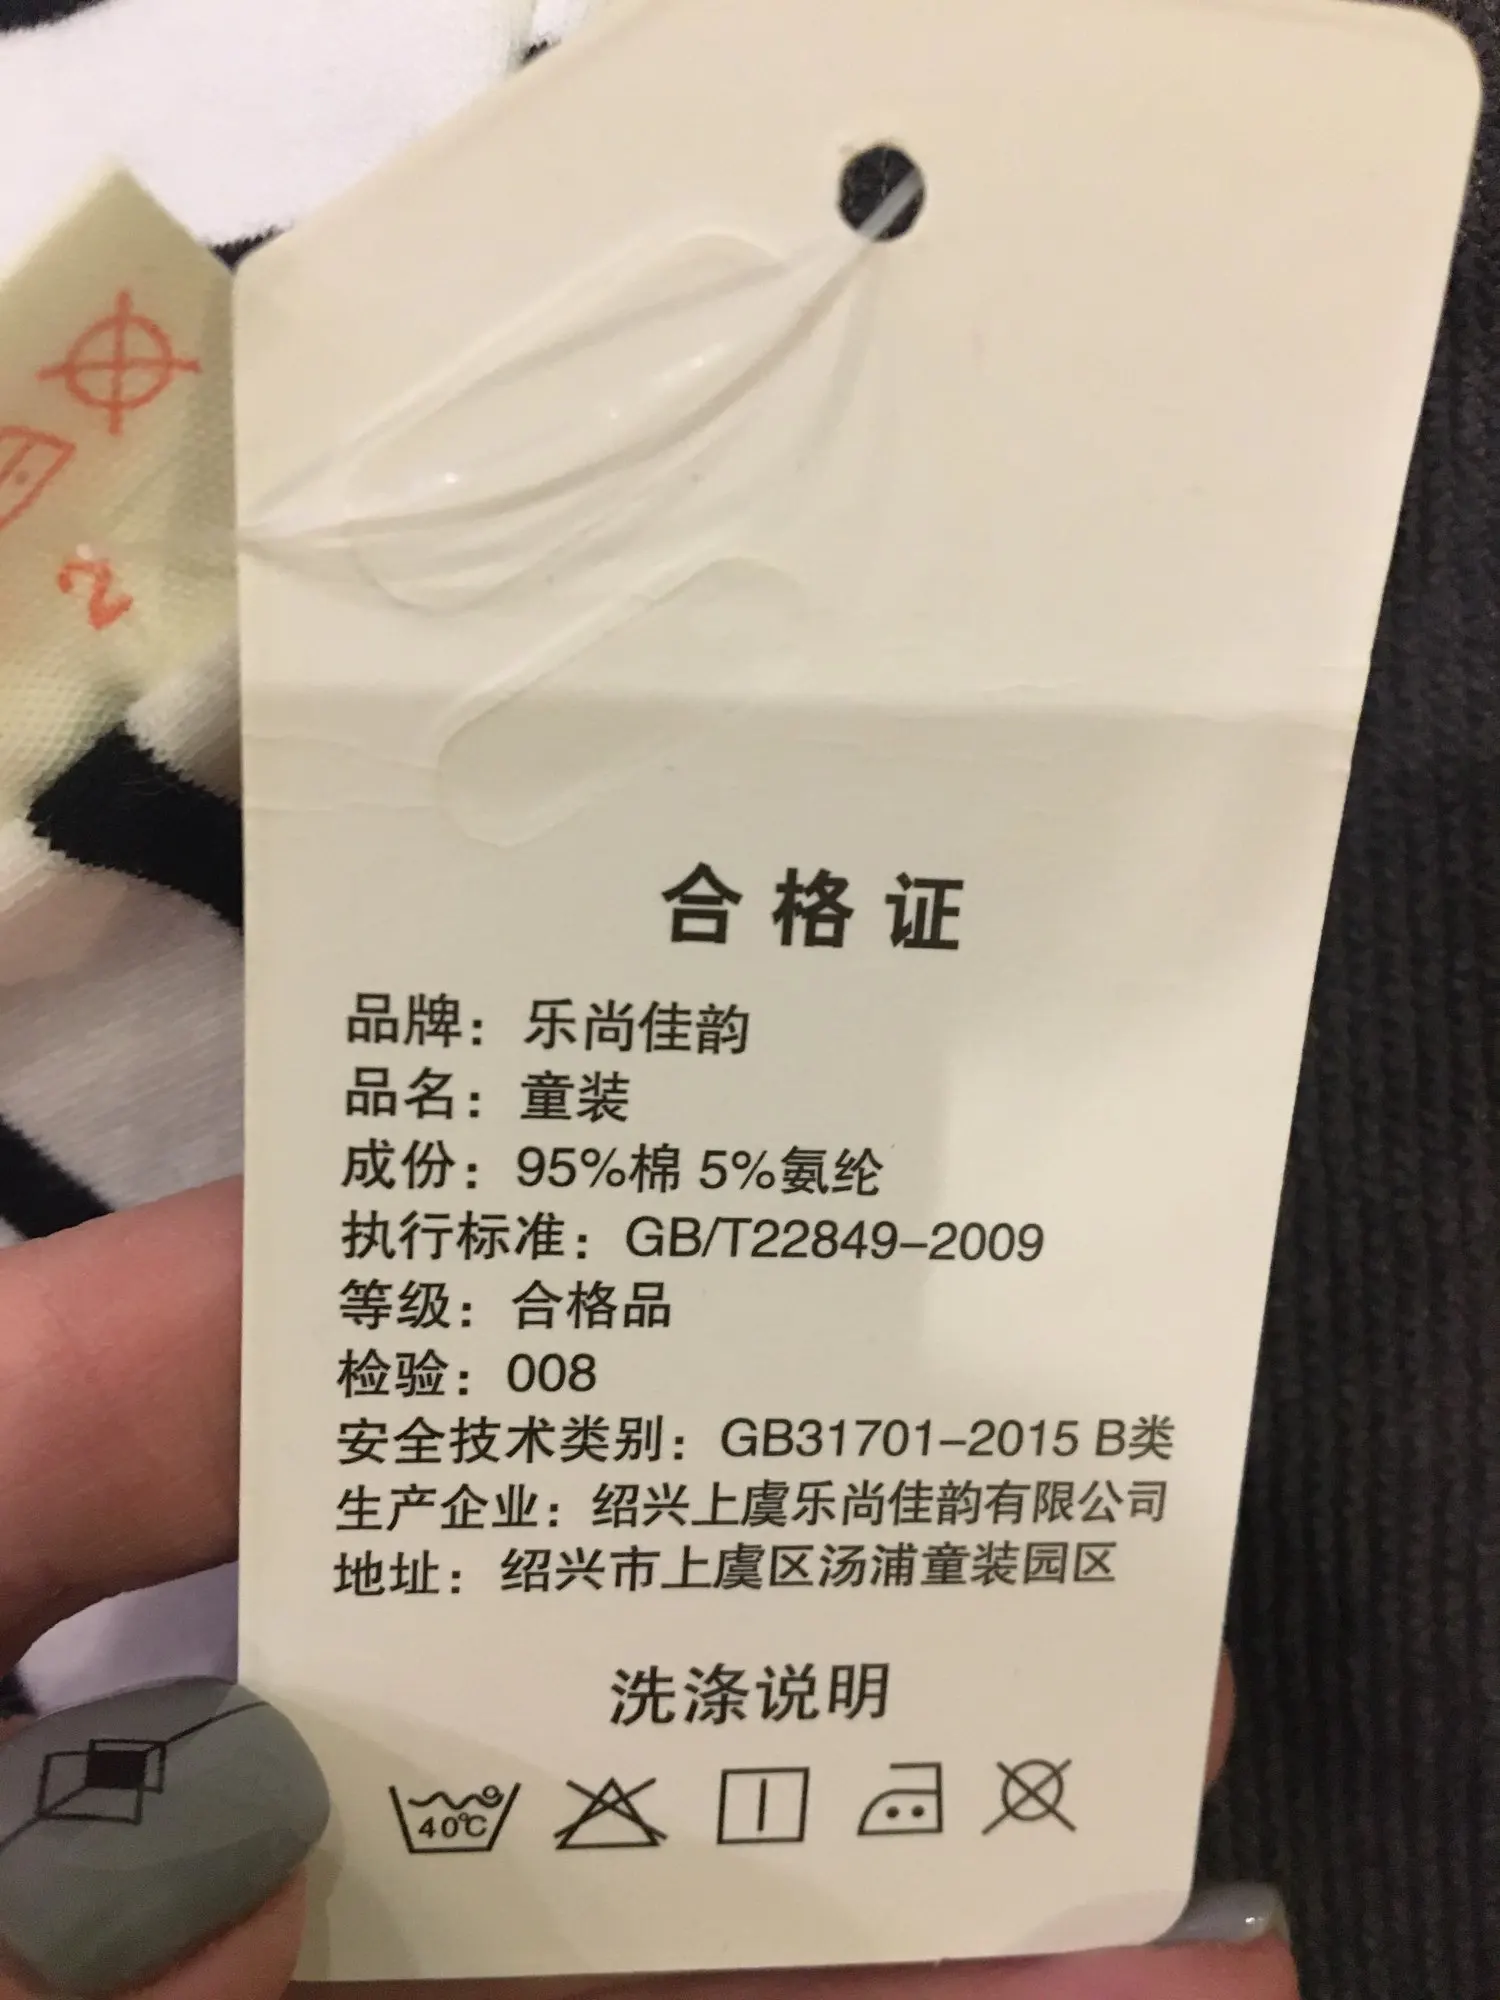 2
合格证
品牌：乐尚佳韵
品名：童装
成份：95%棉 5%氨纶
执行标准：GB/T22849-2009
等级：合格品
检验：008
安全技术类别：GB31701-2015 B类
生产企业：绍兴上虞乐尚佳韵有限公司
地址：绍兴市上虞区汤浦童装园区
洗涤说明
40℃